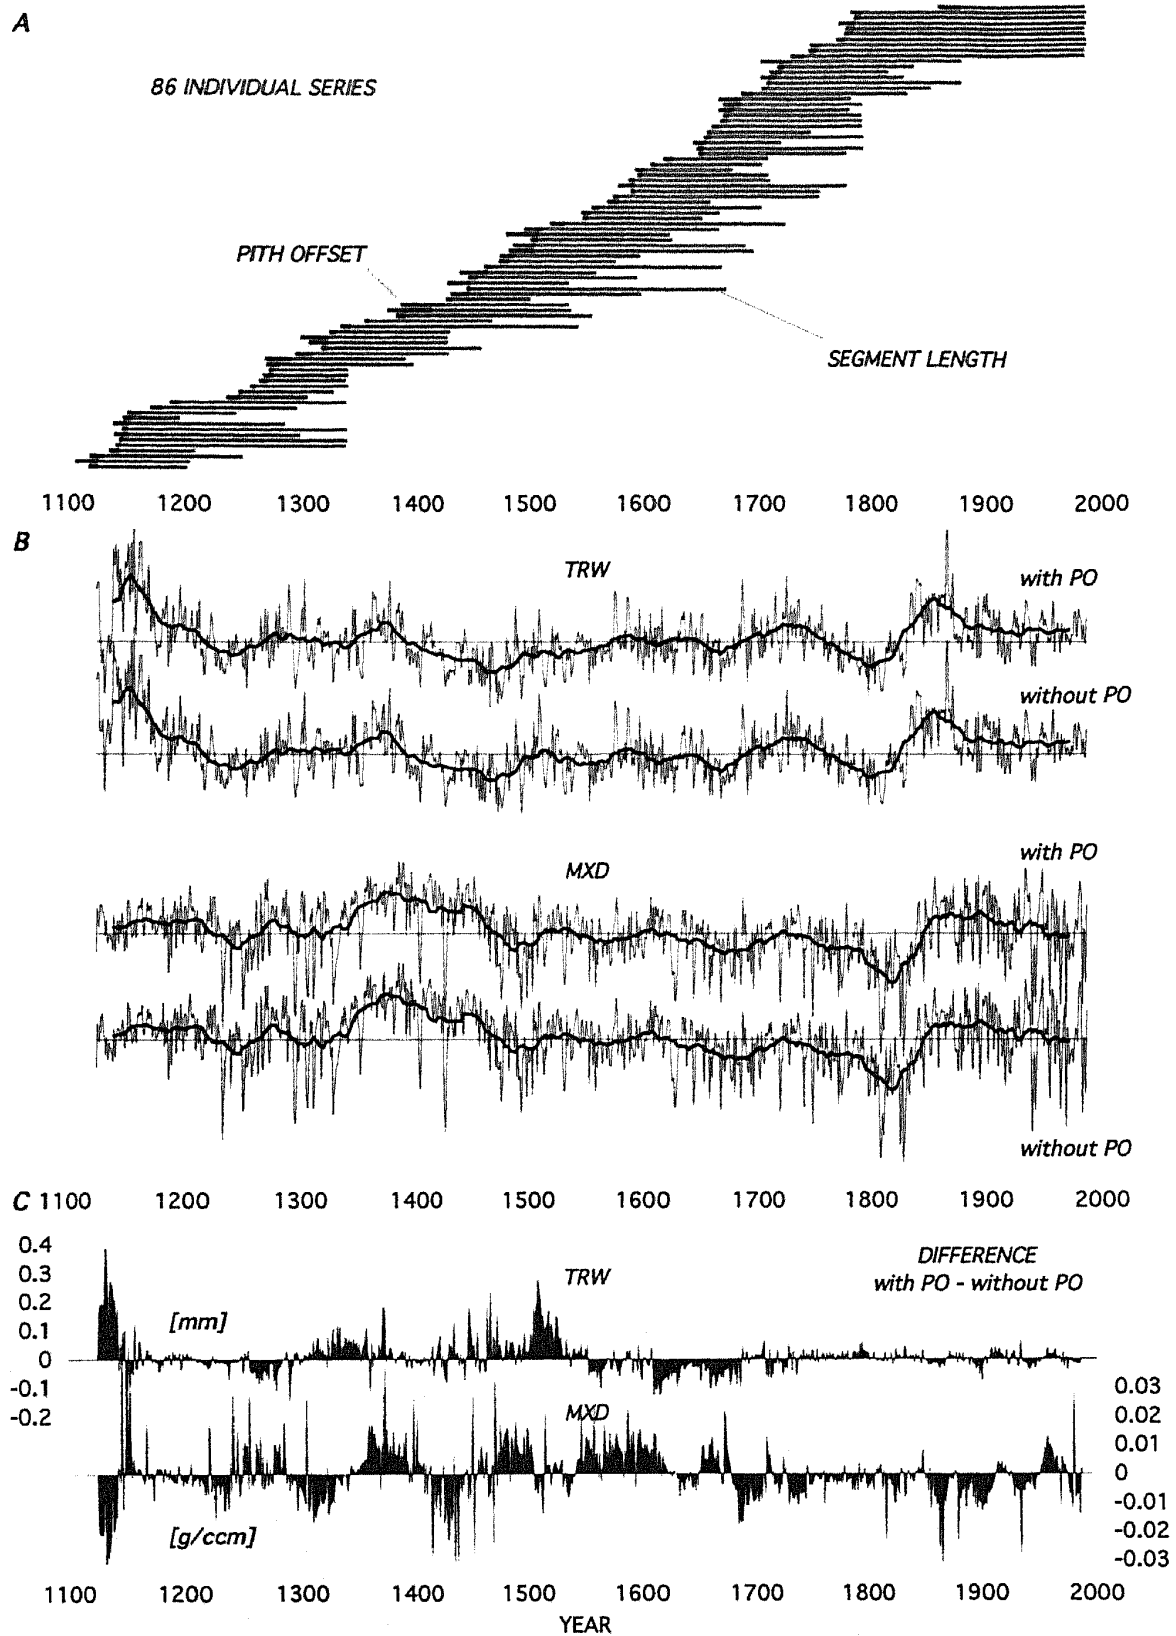 A
86 INDIVIDUAL SERIES
PITH OFFSET
SEGMENT LENGTH
1100 1200 1300 1400 1500 1600 1700 1800 1900 2000
B
TRW
with PO
without PO
with PO
MXD
without PO
C 1100 1200 1300 1400 1500 1600 1700 1800 1900 2000
0.4
DIFFERENCE
0.3
TRW
with PO - without PO
0.2
[mm]
0.1
0
-0.1
0.03
-0.2
MXD
0.02
0.01
0
-0.01
[g/ccm]
-0.02
-0.03
1100 1200 1300 1400 1500 1600 1700 1800 1900 2000
YEAR